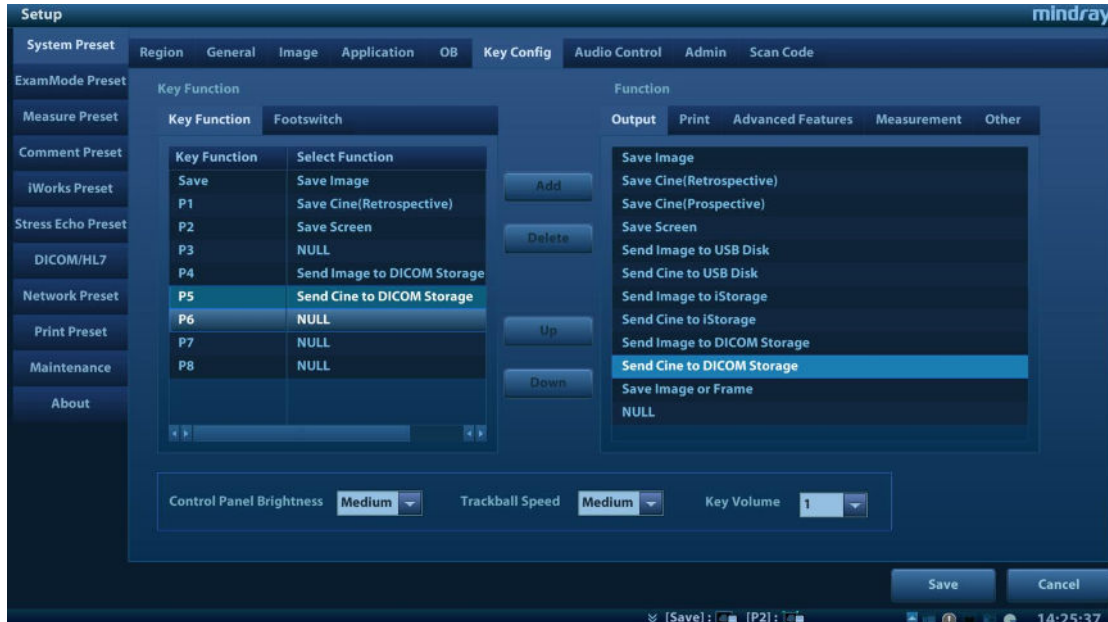 Setup
mindray
System Preset
ExamMode Preset
Measure Preset
Comment Preset
iWorks Preset
Stress Echo Preset
DICOM/HL7
Network Preset
Print Preset
Maintenance
About
Region General Image Application OB Key Config Audio Control Admin Scan Code
Key Function
Key Function Footswitch
Key Function Select Function
Save Save Image
P1 Save Cine(Retrospective)
P2 Save Screen
P3 NULL
P4 Send Image to DICOM Storage
P5 Send Cine to DICOM Storage
P6 NULL
P7 NULL
P8 NULL
Add
Delete
Up
Down
Function
Output Print Advanced Features Measurement Other
Save Image
Save Cine(Retrospective)
Save Cine(Prospective)
Save Screen
Send Image to USB Disk
Send Cine to USB Disk
Send Image to iStorage
Send Cine to iStorage
Send Image to DICOM Storage
Send Cine to DICOM Storage
Save Image or Frame
NULL
Control Panel Brightness Medium Trackball Speed Medium Key Volume 1
Save Cancel
[Save] : [P2] : 14:25:37